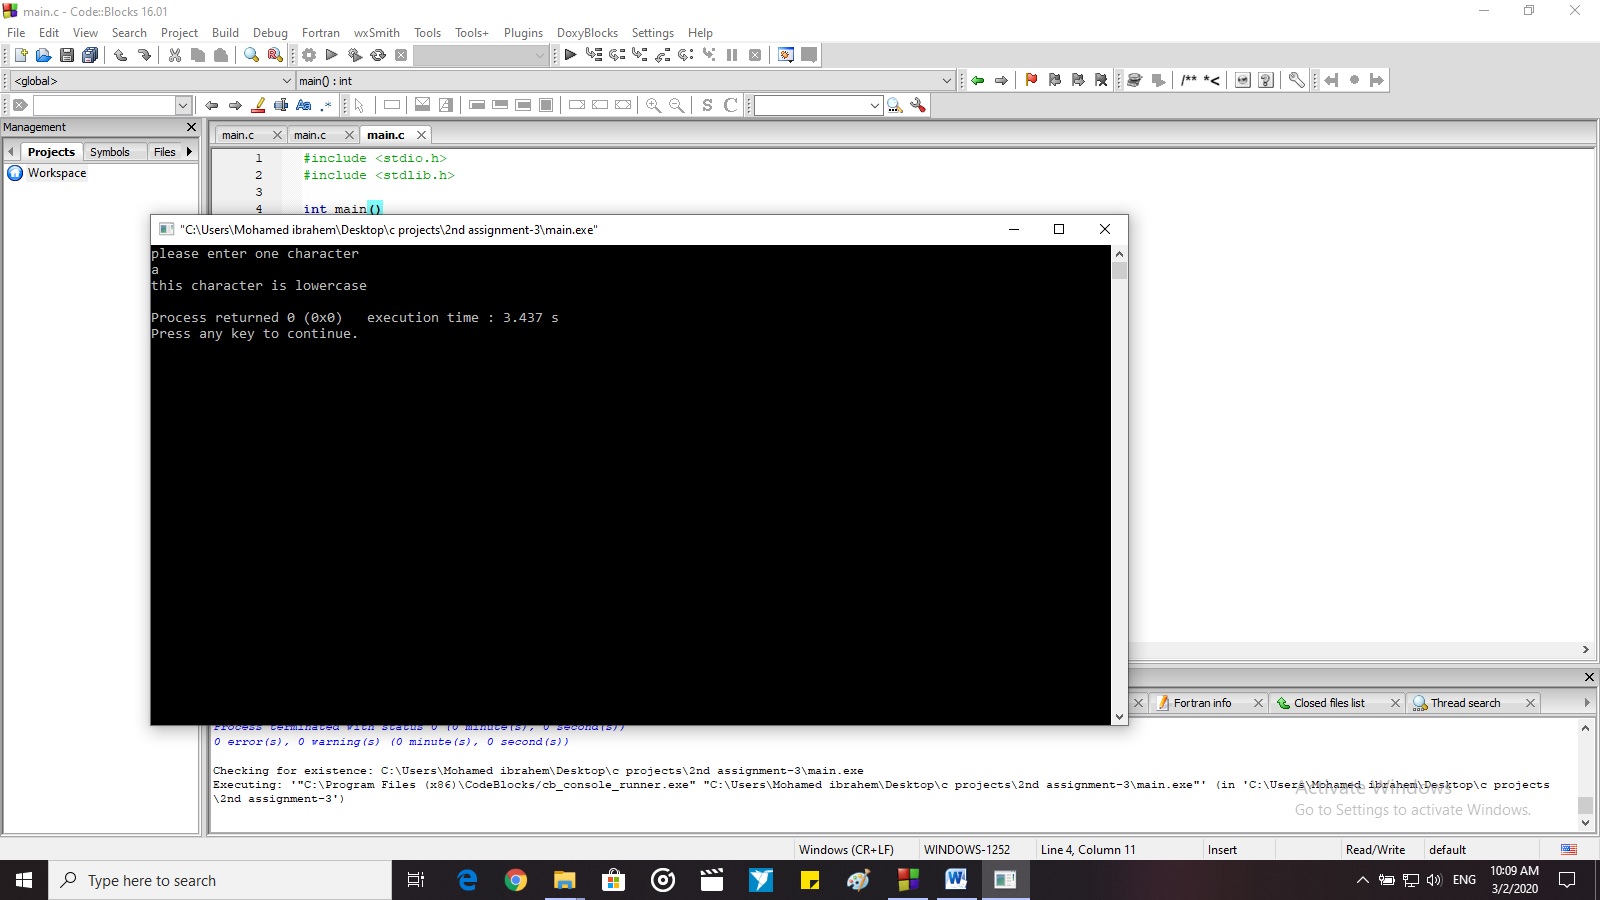 main.c - Code::Blocks 16.01
File Edit View Search Project Build Debug Fortran wxSmith Tools Tools+ Plugins DoxyBlocks Settings Help
<global> main() : int
/** *<
Aa .* S C
Management
main.c main.c main.c
Projects Symbols Files
Workspace
1 #include <stdio.h>
2 #include <stdlib.h>
3
4 int main()
"C:\Users\Mohamed ibrahem\Desktop\c projects\2nd assignment-3\main.exe"
please enter one character
a
this character is lowercase
Process returned 0 (0x0) execution time : 3.437 s
Press any key to continue.
Fortran info Closed files list Thread search
Process terminated with status 0 (0 minute(s), 0 second(s))
0 error(s), 0 warning(s) (0 minute(s), 0 second(s))
Checking for existence: C:\Users\Mohamed ibrahem\Desktop\c projects\2nd assignment-3\main.exe
Executing: '"C:\Program Files (x86)\CodeBlocks/cb_console_runner.exe" "C:\Users\Mohamed ibrahem\Desktop\c projects\2nd assignment-3\main.exe"' (in 'C:\Users\Mohamed ibrahem\Desktop\c projects
\2nd assignment-3')
Activate Windows
Go to Settings to activate Windows.
Windows (CR+LF) WINDOWS-1252 Line 4, Column 11 Insert Read/Write default
Type here to search
ENG
10:09 AM
3/2/2020